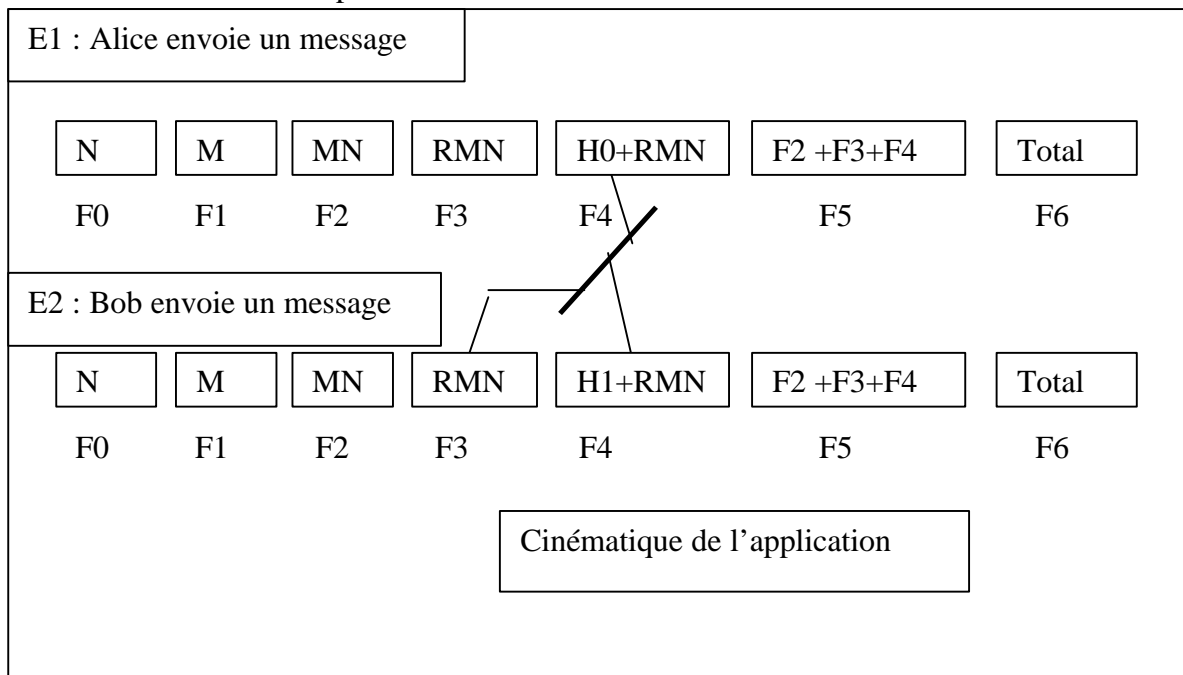 E1 : Alice envoie un message
N M MN RMN H0+RMN F2 +F3+F4 Total
F0 F1 F2 F3 F4 F5 F6
E2 : Bob envoie un message
N M MN RMN H1+RMN F2 +F3+F4 Total
F0 F1 F2 F3 F4 F5 F6
Cinématique de l’application